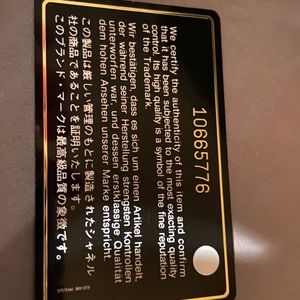 10665776
We certify the authenticity of this item and confirm
that it has been subjected to the most exacting quality
control. Its high quality is a symbol of the fine reputation
of the Trademark.
Wir bestätigen, dass es sich um einen Artikel handelt,
der während seiner Herstellung strengsten Kontrollen
unterworfen war und dessen erstklassige Qualität
dem hohen Ansehen unserer Marke entspricht.
この製品は厳しい管理のもとに製造されたシャネル
社の商品であることを証明いたします。
このブランド・マークは最高級品質の象徴です。
SYSTEME BREVETE